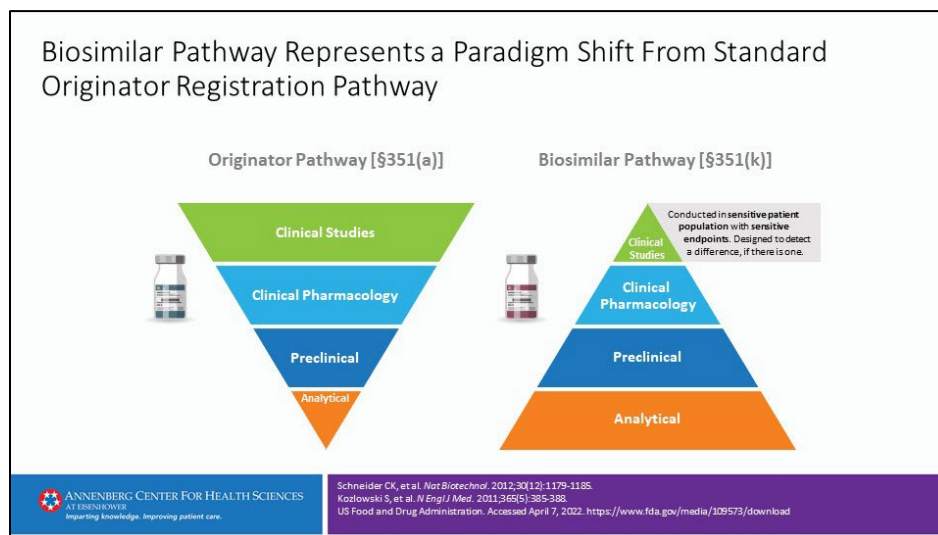 Biosimilar Pathway Represents a Paradigm Shift From Standard
Originator Registration Pathway
Originator Pathway [§351(a)]
Clinical Studies
Clinical Pharmacology
Preclinical
Analytical
Biosimilar Pathway [§351(k)]
Clinical
Studies
Conducted in sensitive patient
population with sensitive
endpoints. Designed to detect
a difference, if there is one.
Clinical
Pharmacology
Preclinical
Analytical
ANNENBERG CENTER FOR HEALTH SCIENCES
AT EISENHOWER
Imparting knowledge. Improving patient care.
Schneider CK, et al. Nat Biotechnol. 2012;30(12):1179-1185.
Kozlowski S, et al. N Engl J Med. 2011;365(5):385-388.
US Food and Drug Administration. Accessed April 7, 2022. https://www.fda.gov/media/109573/download